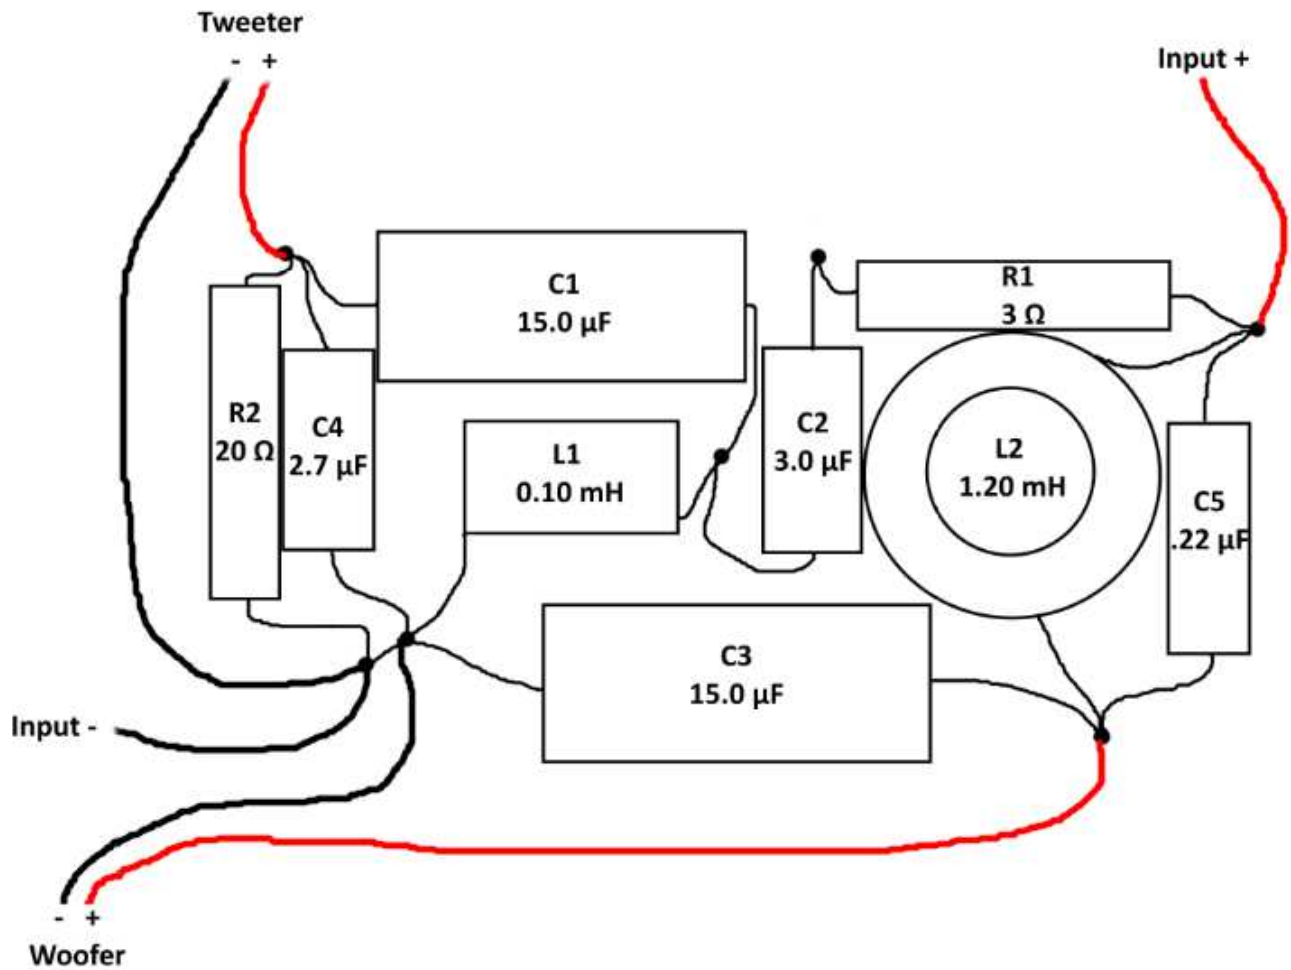 Tweeter
- +
Input +
C1
15.0 µF
R1
3 Ω
R2
20 Ω
C4
2.7 µF
L1
0.10 mH
C2
3.0 µF
L2
1.20 mH
C5
.22 µF
C3
15.0 µF
Input -
- +
Woofer